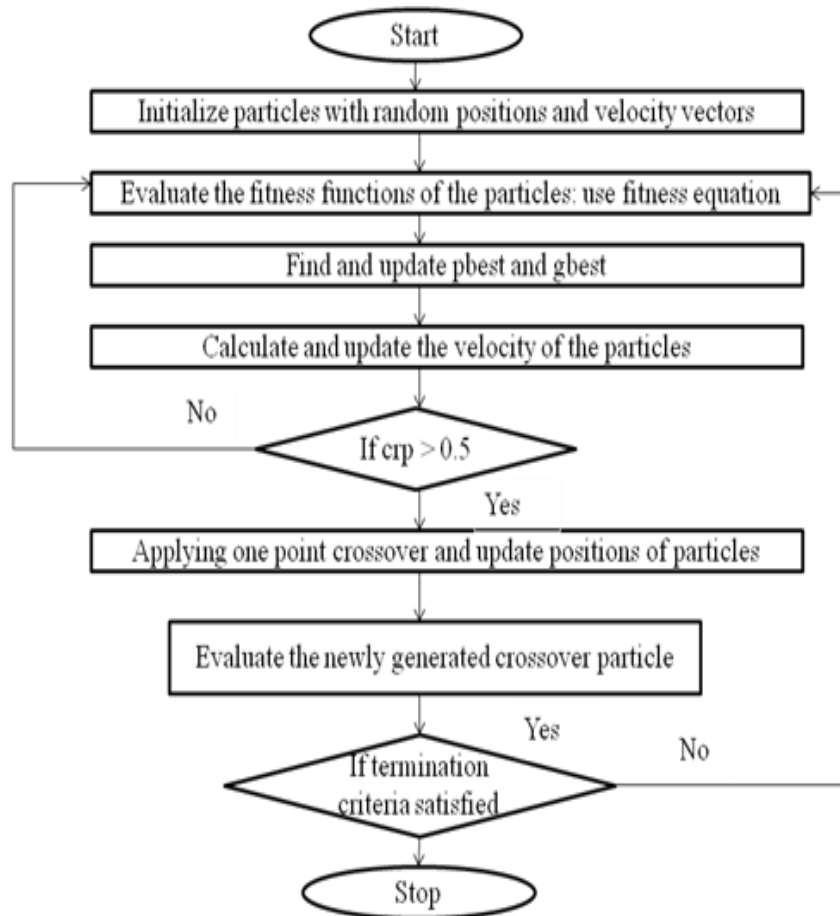 Start
Initialize particles with random positions and velocity vectors
Evaluate the fitness functions of the particles: use fitness equation
Find and update pbest and gbest
Calculate and update the velocity of the particles
No
If crp > 0.5
Yes
Applying one point crossover and update positions of particles
Evaluate the newly generated crossover particle
Yes
No
If termination
criteria satisfied
Stop